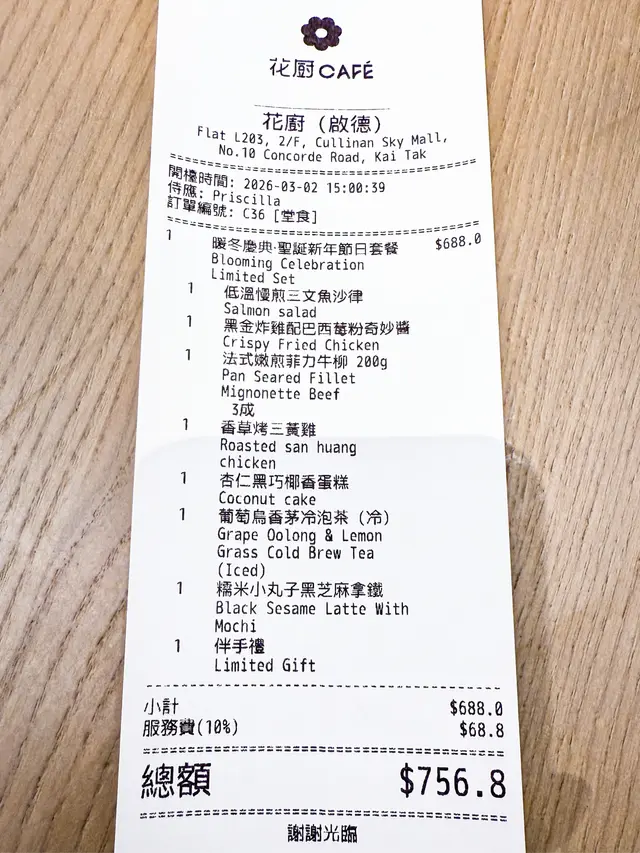 花厨CAFÉ
花廚（啟德）
Flat L203, 2/F, Cullinan Sky Mall,
No.10 Concorde Road, Kai Tak
開檯時間: 2026-03-02 15:00:39
侍應: Priscilla
訂單編號: C36 [堂食]
1 暖冬慶典·聖誕新年節日套餐 $688.0
Blooming Celebration
Limited Set
1 低溫慢煎三文魚沙律
Salmon salad
1 黑金炸雞配巴西莓粉奇妙醬
Crispy Fried Chicken
1 法式嫩煎菲力牛柳 200g
Pan Seared Fillet
Mignonette Beef
3成
1 香草烤三黃雞
Roasted san huang
chicken
1 杏仁黑巧椰香蛋糕
Coconut cake
1 葡萄烏香茅冷泡茶（冷）
Grape Oolong & Lemon
Grass Cold Brew Tea
(Iced)
1 糯米小丸子黑芝麻拿鐵
Black Sesame Latte With
Mochi
1 伴手禮
Limited Gift
小計 $688.0
服務費(10%) $68.8
總額 $756.8
謝謝光臨